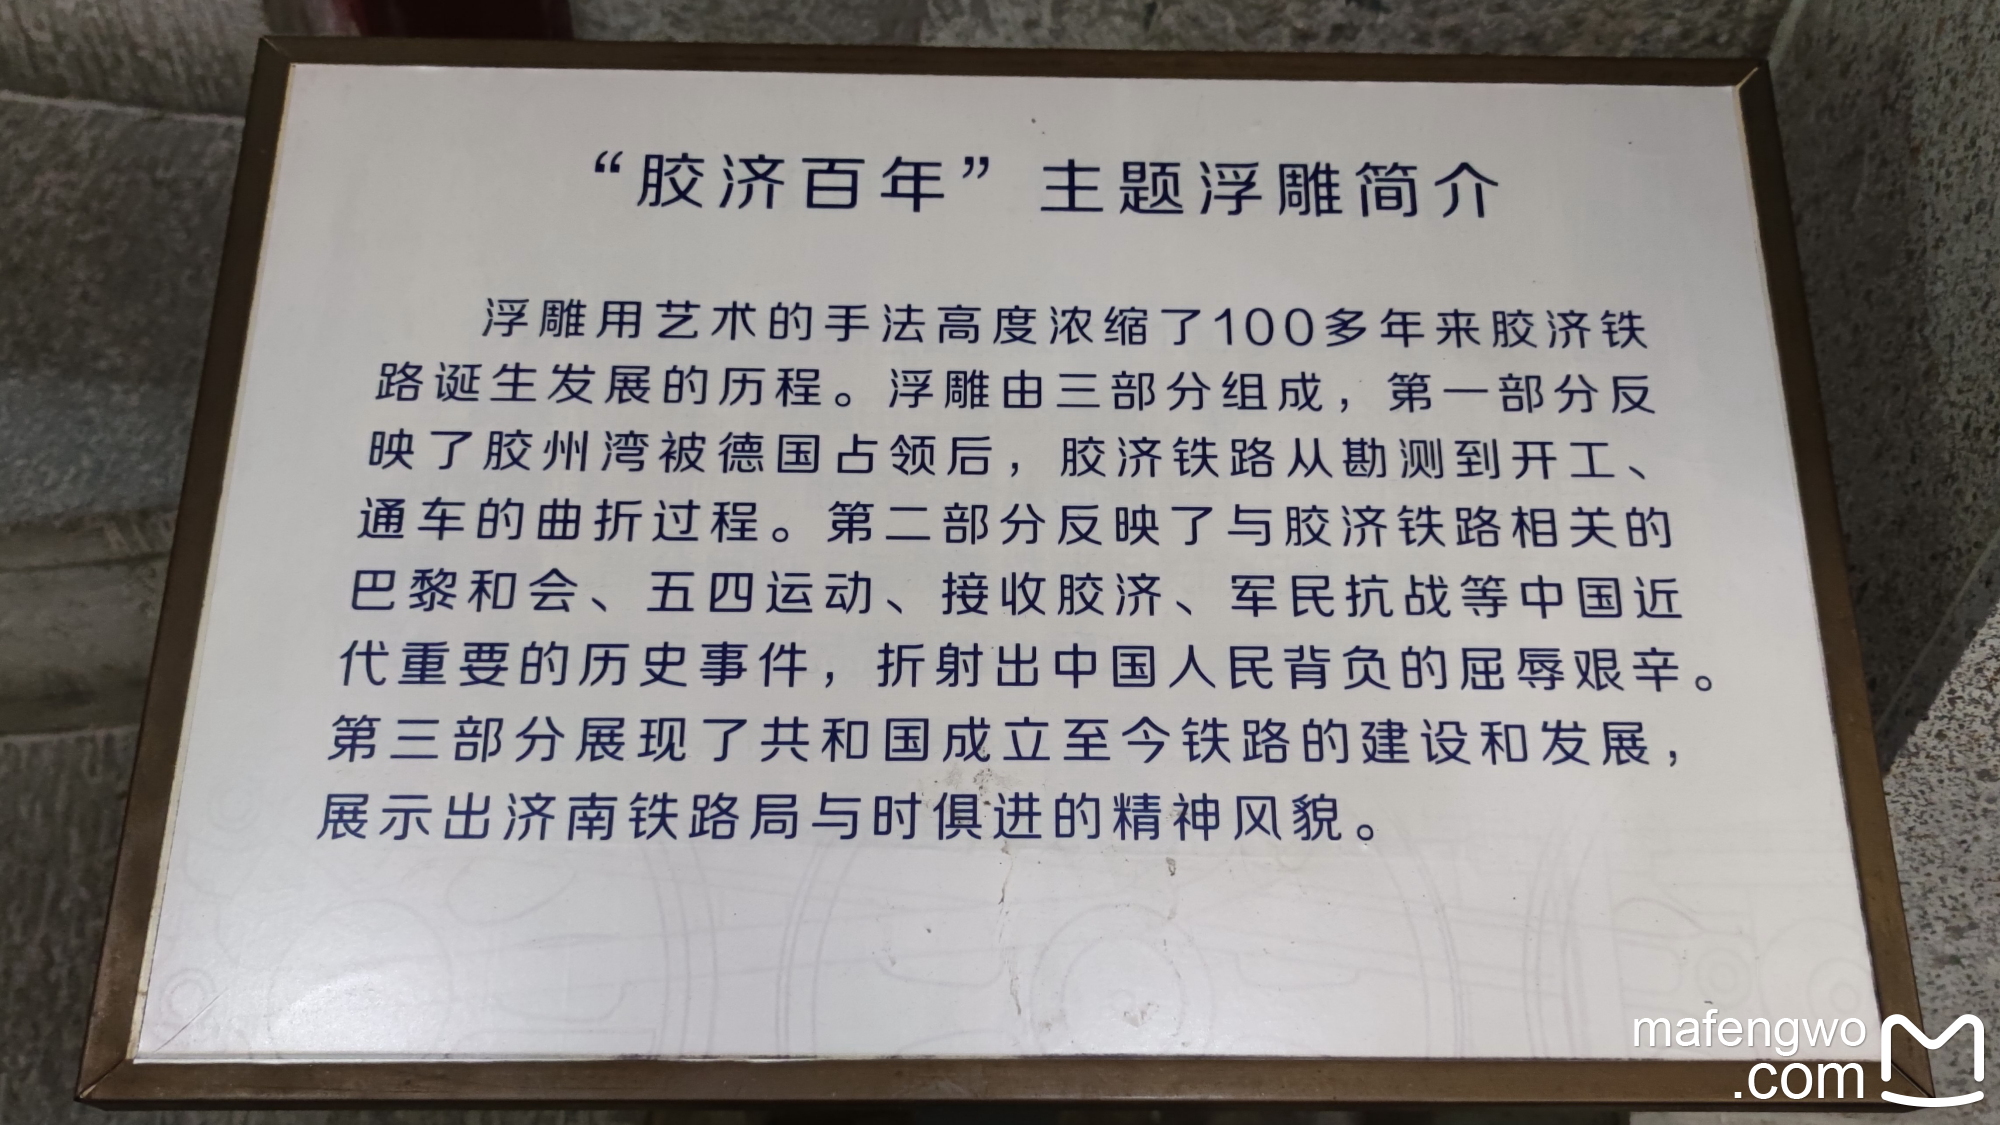 “胶济百年”主题浮雕简介
浮雕用艺术的手法高度浓缩了100多年来胶济铁
路诞生发展的历程。浮雕由三部分组成，第一部分反
映了胶州湾被德国占领后，胶济铁路从勘测到开工、
通车的曲折过程。第二部分反映了与胶济铁路相关的
巴黎和会、五四运动、接收胶济、军民抗战等中国近
代重要的历史事件，折射出中国人民背负的屈辱艰辛。
第三部分展现了共和国成立至今铁路的建设和发展，
展示出济南铁路局与时俱进的精神风貌。
mafengwo
.com